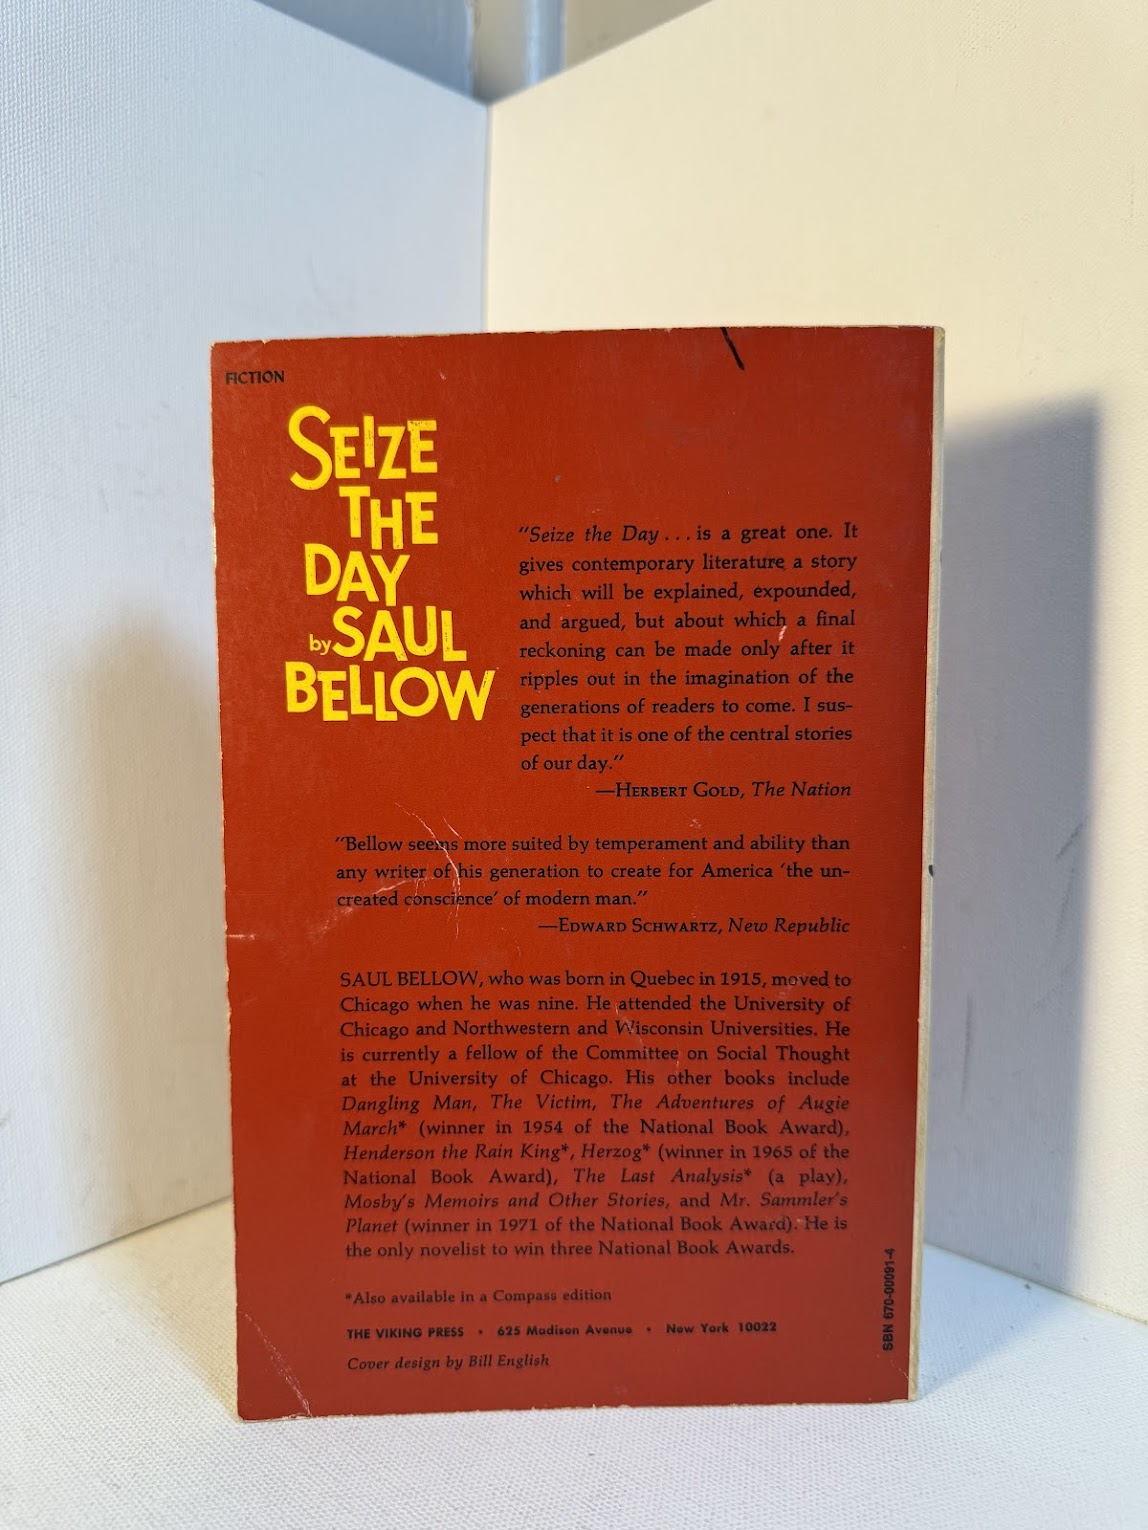 FICTION
SEIZE
THE
DAY
by SAUL
BELLOW
"Seize the Day . . . is a great one. It
gives contemporary literature a story
which will be explained, expounded,
and argued, but about which a final
reckoning can be made only after it
ripples out in the imagination of the
generations of readers to come. I sus-
pect that it is one of the central stories
of our day."
—HERBERT GOLD, The Nation
"Bellow seems more suited by temperament and ability than
any writer of his generation to create for America 'the un-
created conscience' of modern man."
—EDWARD SCHWARTZ, New Republic
SAUL BELLOW, who was born in Quebec in 1915, moved to
Chicago when he was nine. He attended the University of
Chicago and Northwestern and Wisconsin Universities. He
is currently a fellow of the Committee on Social Thought
at the University of Chicago. His other books include
Dangling Man, The Victim, The Adventures of Augie
March* (winner in 1954 of the National Book Award),
Henderson the Rain King*, Herzog* (winner in 1965 of the
National Book Award), The Last Analysis* (a play),
Mosby's Memoirs and Other Stories, and Mr. Sammler's
Planet (winner in 1971 of the National Book Award). He is
the only novelist to win three National Book Awards.
*Also available in a Compass edition
THE VIKING PRESS • 625 Madison Avenue • New York 10022
Cover design by Bill English
SBN 670-00091-4